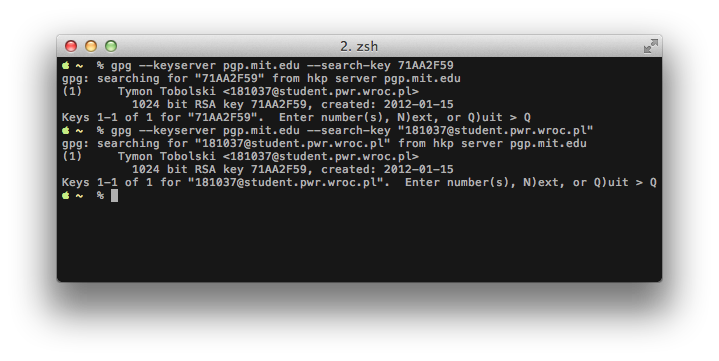 2. zsh
 ~  % gpg --keyserver pgp.mit.edu --search-key 71AA2F59
gpg: searching for "71AA2F59" from hkp server pgp.mit.edu
(1)     Tymon Tobolski <181037@student.pwr.wroc.pl>
          1024 bit RSA key 71AA2F59, created: 2012-01-15
Keys 1-1 of 1 for "71AA2F59".  Enter number(s), N)ext, or Q)uit > Q
 ~  % gpg --keyserver pgp.mit.edu --search-key "181037@student.pwr.wroc.pl"
gpg: searching for "181037@student.pwr.wroc.pl" from hkp server pgp.mit.edu
(1)     Tymon Tobolski <181037@student.pwr.wroc.pl>
          1024 bit RSA key 71AA2F59, created: 2012-01-15
Keys 1-1 of 1 for "181037@student.pwr.wroc.pl".  Enter number(s), N)ext, or Q)uit > Q
 ~  %